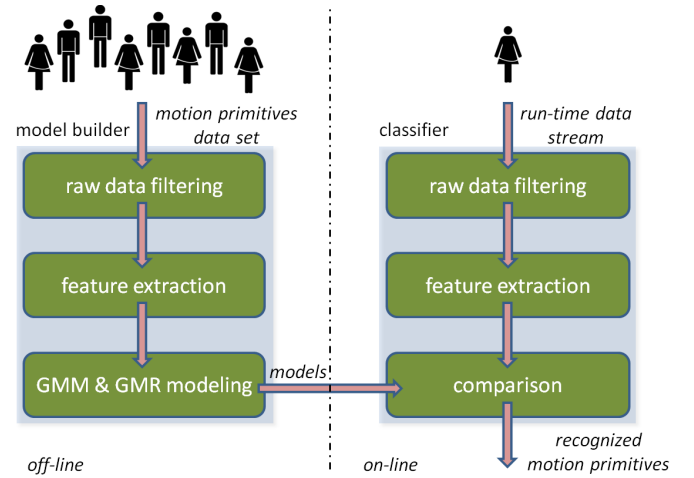 model builder
motion primitives
data set
raw data filtering
feature extraction
GMM & GMR modeling
models
off-line
classifier
run-time data
stream
raw data filtering
feature extraction
comparison
recognized
motion primitives
on-line